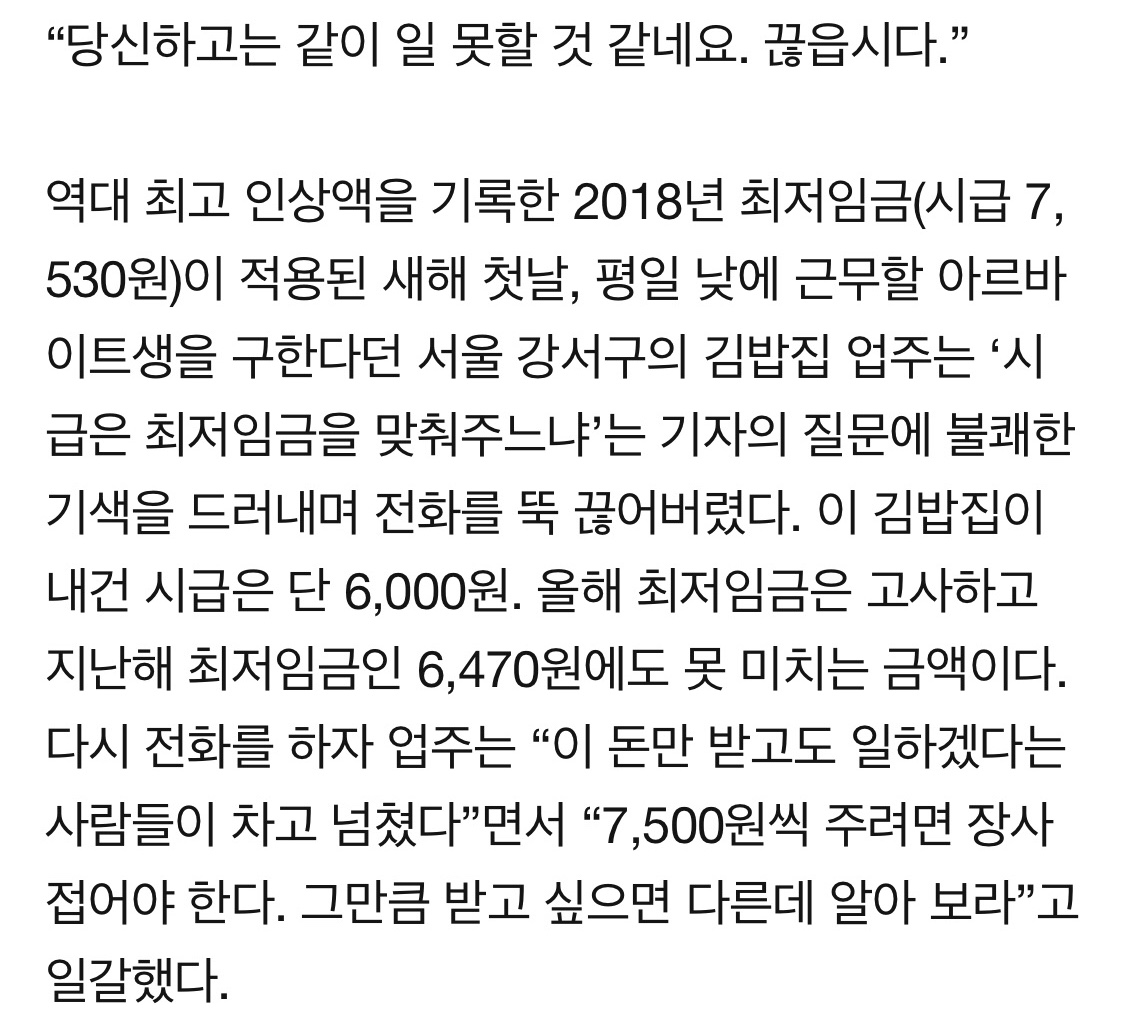 “당신하고는 같이 일 못할 것 같네요. 끊읍시다.”
역대 최고 인상액을 기록한 2018년 최저임금(시급 7,
530원)이 적용된 새해 첫날, 평일 낮에 근무할 아르바
이트생을 구한다던 서울 강서구의 김밥집 업주는 ‘시
급은 최저임금을 맞춰주느냐’는 기자의 질문에 불쾌한
기색을 드러내며 전화를 뚝 끊어버렸다. 이 김밥집이
내건 시급은 단 6,000원. 올해 최저임금은 고사하고
지난해 최저임금인 6,470원에도 못 미치는 금액이다.
다시 전화를 하자 업주는 “이 돈만 받고도 일하겠다는
사람들이 차고 넘쳤다”면서 “7,500원씩 주려면 장사
접어야 한다. 그만큼 받고 싶으면 다른데 알아 보라”고
일갈했다.